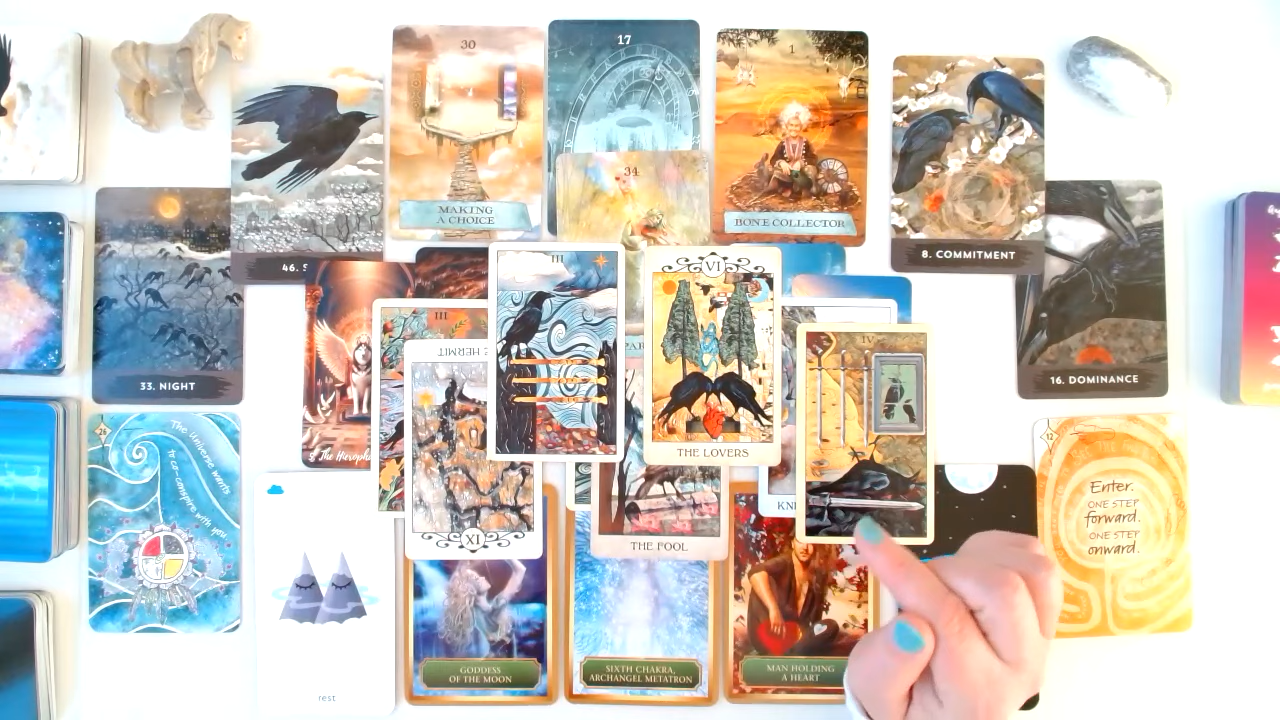 30
MAKING
A CHOICE
17
34
1
BONE COLLECTOR
46. S
8. COMMITMENT
33. NIGHT
16. DOMINANCE
5 The Hieroph
III
HERMIT
XI
III
VI
THE LOVERS
IV
THE FOOL
KN
26
The Universe wants
to co-conspire with you
rest
GODDESS
OF THE MOON
SIXTH CHAKRA,
ARCHANGEL METATRON
MAN HOLDING
A HEART
12
Enter.
ONE STEP
forward.
ONE STEP
onward.